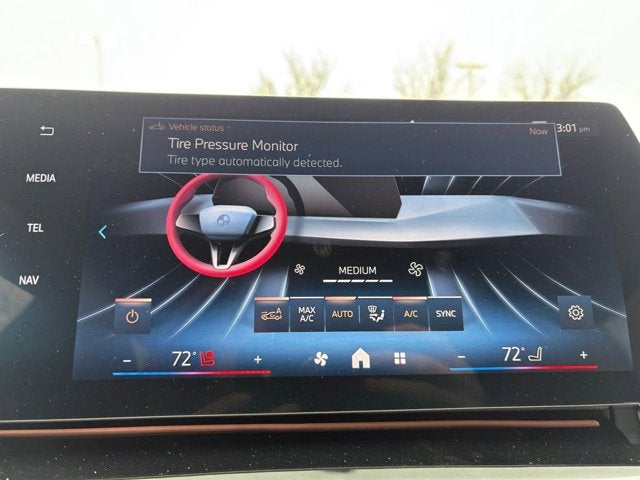 Vehicle status
Now
3:01 pm
Tire Pressure Monitor
Tire type automatically detected.
MEDIA
TEL
NAV
MEDIUM
A
MAX
A/C
AUTO
A/C
SYNC
- 72° +
- 72° +